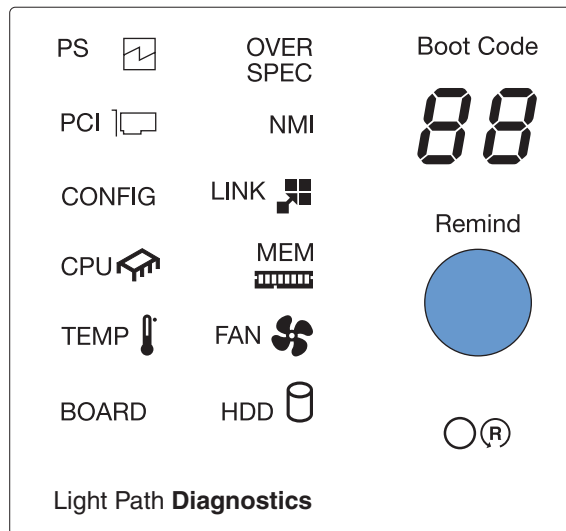 PS
OVER
SPEC
Boot Code
88
PCI
NMI
CONFIG
LINK
Remind
CPU
MEM
TEMP
FAN
BOARD
HDD
R
Light Path Diagnostics